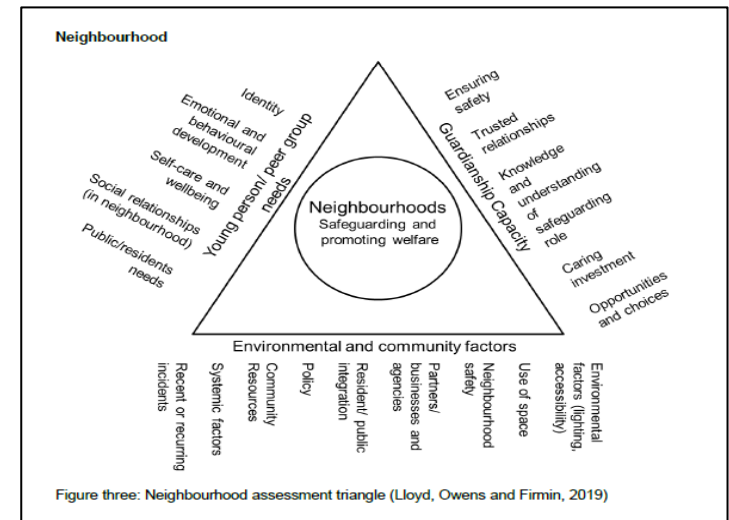 Neighbourhood
Identity
Emotional and
behavioural
development
Self-care and
wellbeing
Social relationships
(in neighbourhood)
Public/residents
needs
Young person/ peer group
needs
Ensuring
safety
Trusted
relationships
Knowledge
and
understanding
of
safeguarding
role
Caring
investment
Opportunities
and choices
Guardianship Capacity
Neighbourhoods
Safeguarding and
promoting welfare
Environmental and community factors
Recent or recurring
incidents
Systemic factors
Community
Resources
Policy
Resident/ public
integration
Partners/
businesses and
agencies
Neighbourhood
safety
Use of space
Environmental
factors (lighting,
accessibility)
Figure three: Neighbourhood assessment triangle (Lloyd, Owens and Firmin, 2019)